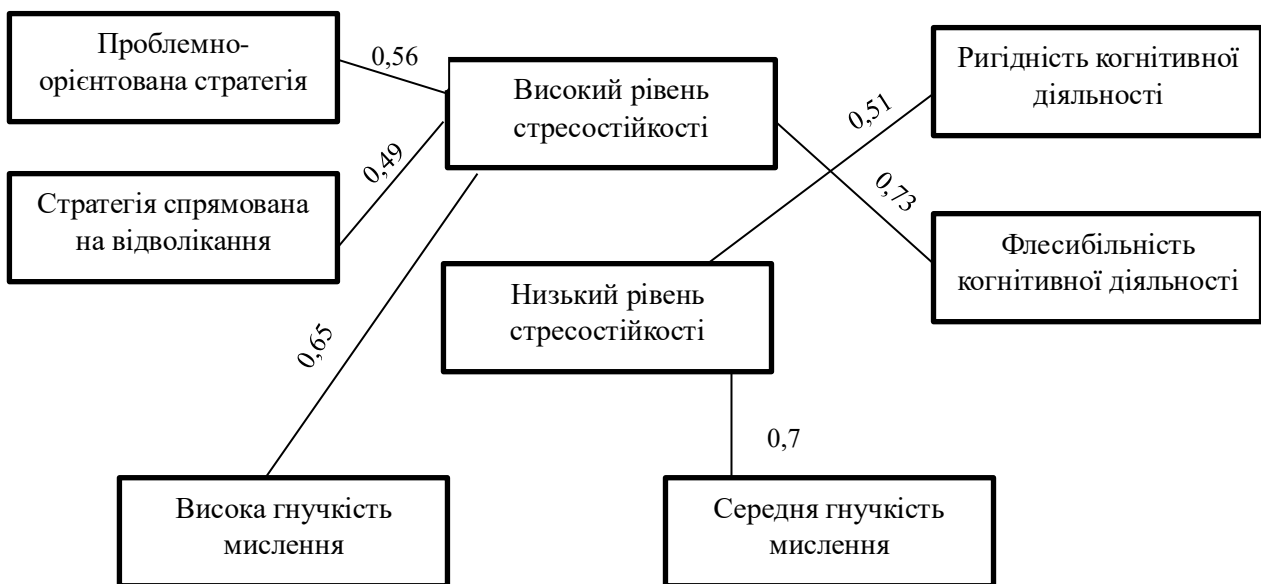 Проблемно-
орієнтована стратегія
0,56
Високий рівень
стресостійкості
Ригідність когнітивної
діяльності
0,51
0,49
Стратегія спрямована
на відволікання
0,73
Флесибільність
когнітивної діяльності
Низький рівень
стресостійкості
0,65
0,7
Висока гнучкість
мислення
Середня гнучкість
мислення